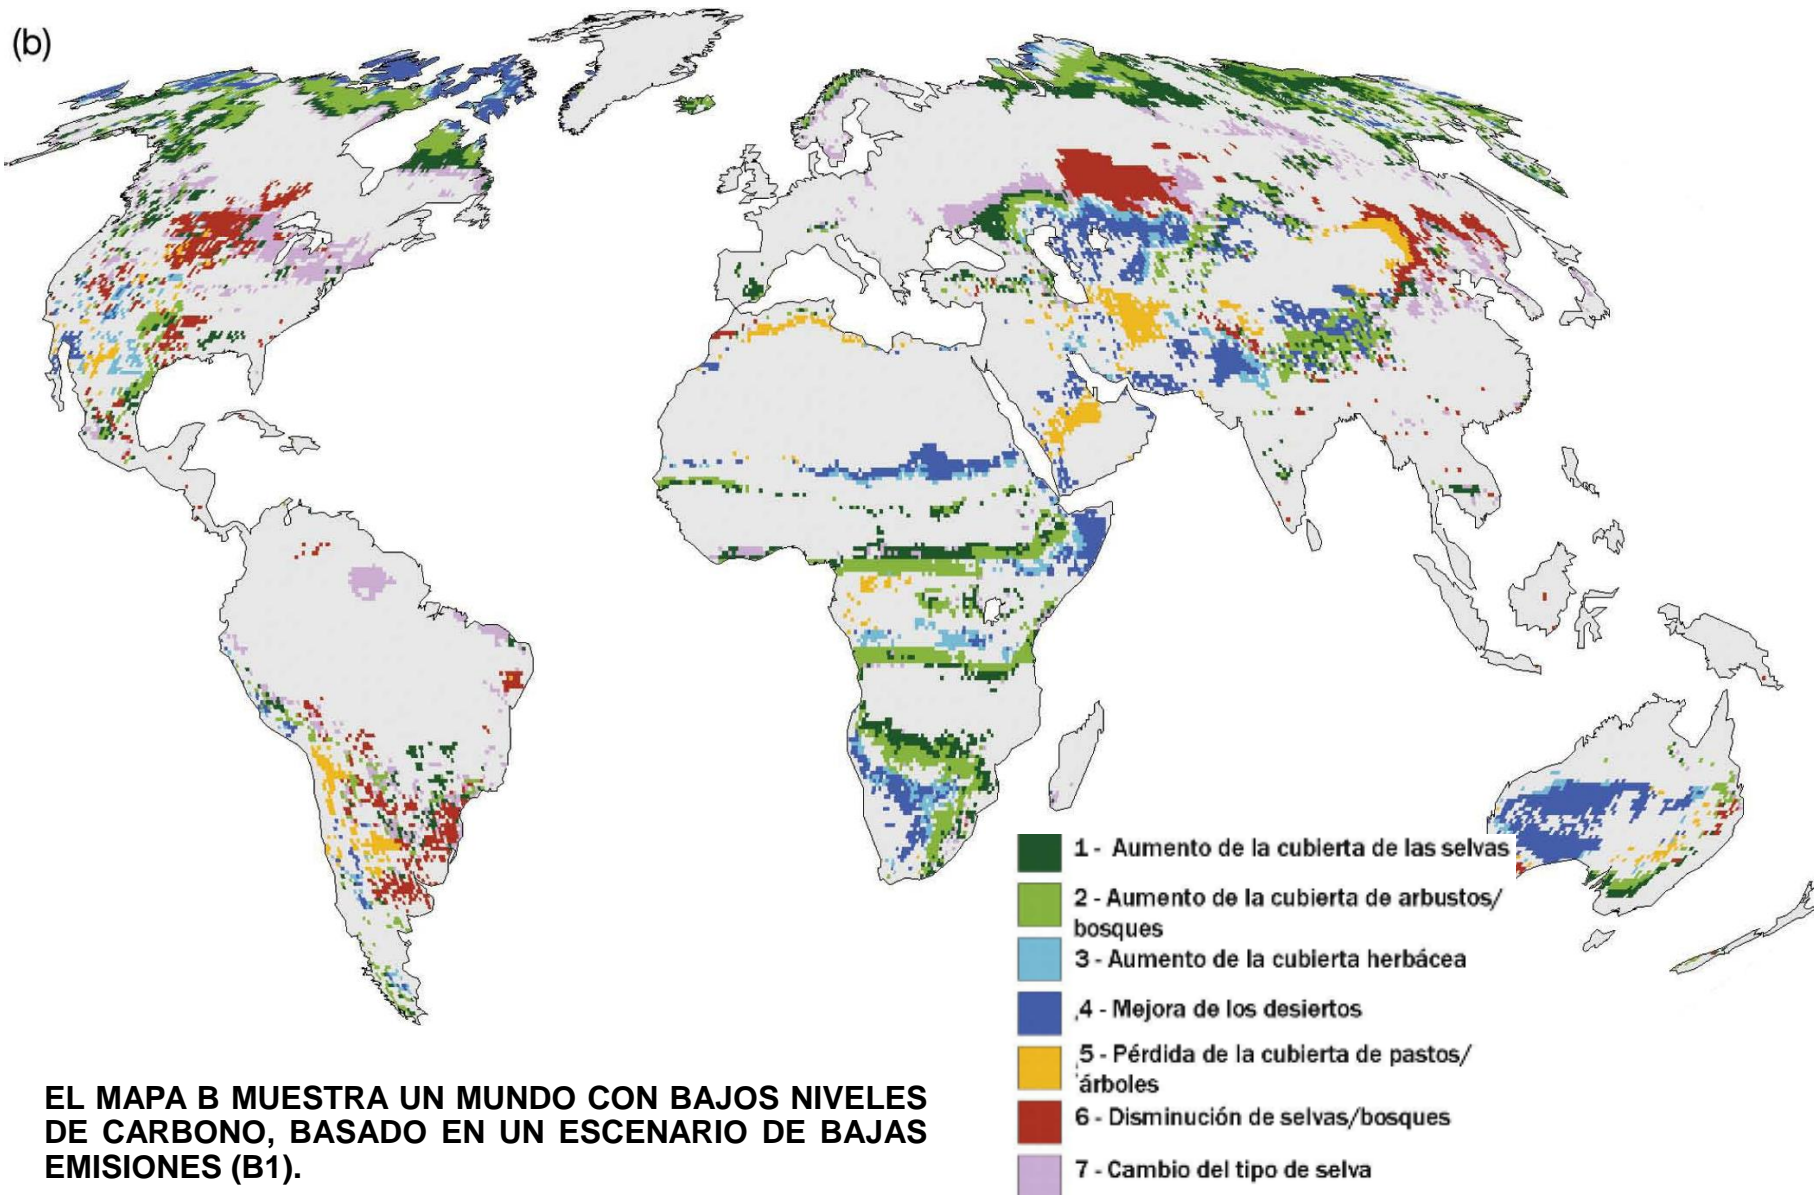 (b)
1 - Aumento de la cubierta de las selvas
2 - Aumento de la cubierta de arbustos/
bosques
3 - Aumento de la cubierta herbácea
,4 - Mejora de los desiertos
,5 - Pérdida de la cubierta de pastos/
árboles
6 - Disminución de selvas/bosques
7 - Cambio del tipo de selva
EL MAPA B MUESTRA UN MUNDO CON BAJOS NIVELES
DE CARBONO, BASADO EN UN ESCENARIO DE BAJAS
EMISIONES (B1).